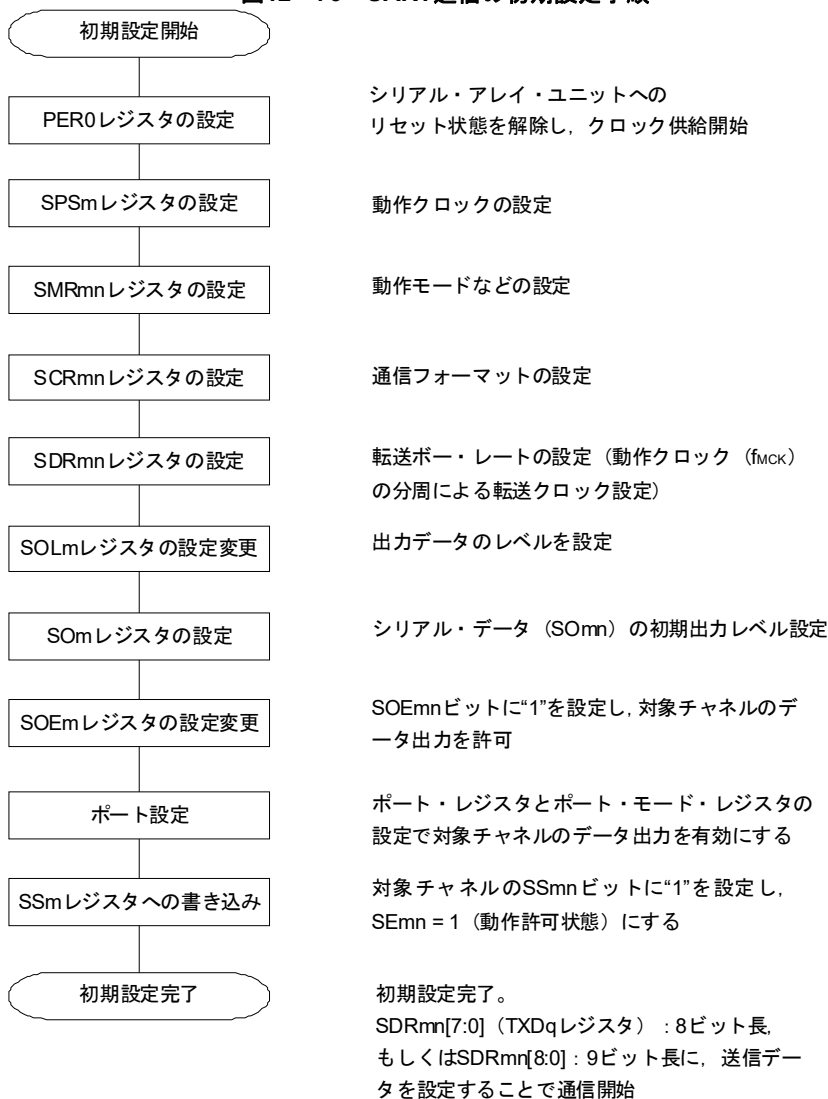 初期設定開始
PER0レジスタの設定
シリアル・アレイ・ユニットへの
リセット状態を解除し，クロック供給開始
SPSmレジスタの設定
動作クロックの設定
SMRmnレジスタの設定
動作モードなどの設定
SCRmnレジスタの設定
通信フォーマットの設定
SDRmnレジスタの設定
転送ボー・レートの設定（動作クロック（fMCK）
の分周による転送クロック設定）
SOLmレジスタの設定変更
出力データのレベルを設定
SOmレジスタの設定
シリアル・データ（SOmn）の初期出力レベル設定
SOEmレジスタの設定変更
SOEmnビットに“1”を設定し，対象チャネルのデ
ータ出力を許可
ポート設定
ポート・レジスタとポート・モード・レジスタの
設定で対象チャネルのデータ出力を有効にする
SSmレジスタへの書き込み
対象チャネルのSSmnビットに“1”を設定し，
SEmn = 1（動作許可状態）にする
初期設定完了
初期設定完了。
SDRmn[7:0]（TXDqレジスタ）：8ビット長，
もしくはSDRmn[8:0]：9ビット長に，送信デー
タを設定することで通信開始